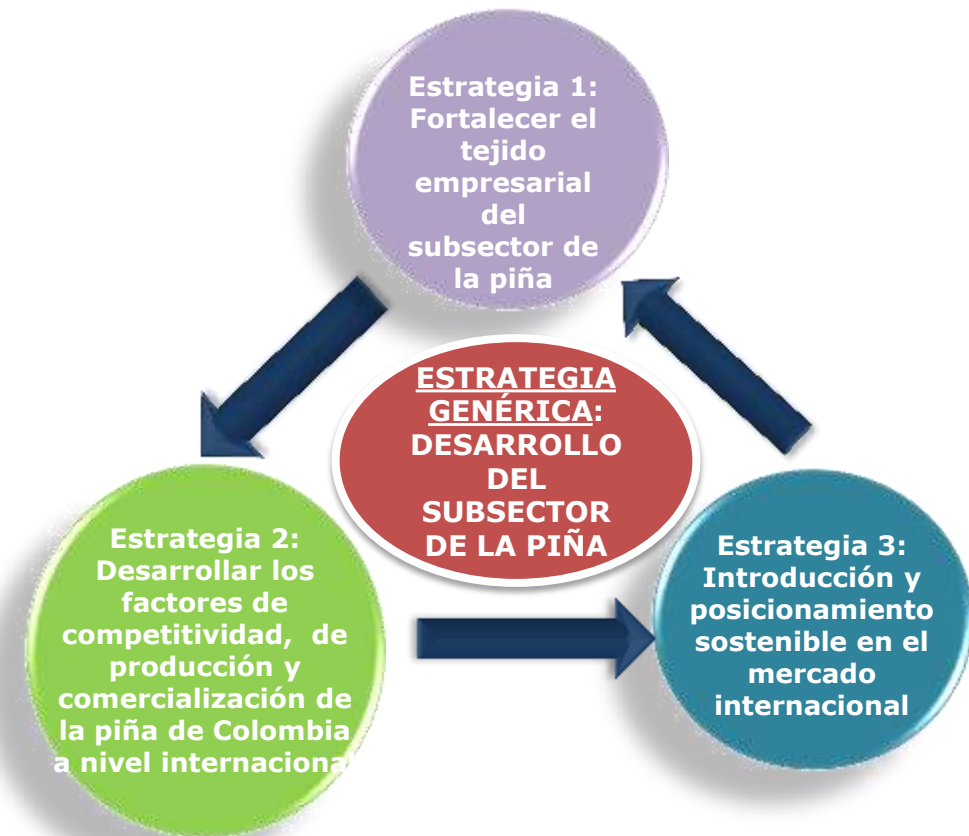 Estrategia 1:
Fortalecer el
tejido
empresarial
del
subsector de
la piña
ESTRATEGIA
GENÉRICA:
DESARROLLO
DEL
SUBSECTOR
DE LA PIÑA
Estrategia 2:
Desarrollar los
factores de
competitividad, de
producción y
comercialización de
la piña de Colombia
a nivel internaciona
Estrategia 3:
Introducción y
posicionamiento
sostenible en el
mercado
internacional